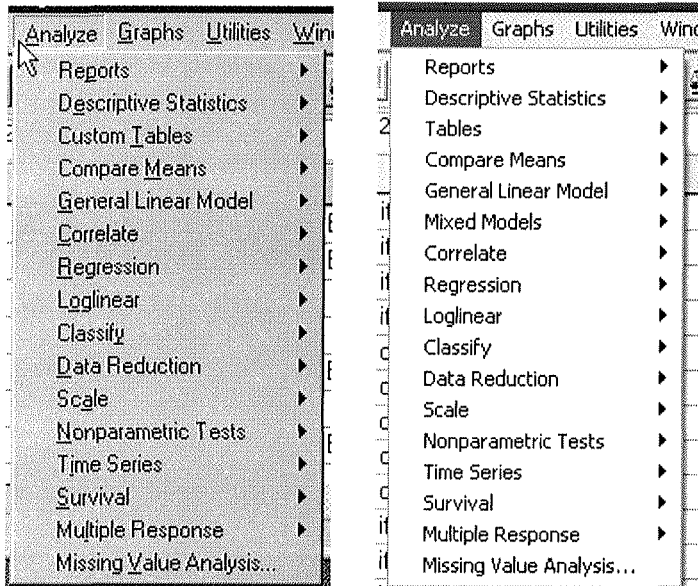 Analyze Graphs Utilities
Reports
Descriptive Statistics
Custom Tables
Compare Means
General Linear Model
Correlate
Regression
Loglinear
Classify
Data Reduction
Scale
Nonparametric Tests
Time Series
Survival
Multiple Response
Missing Value Analysis...
Analyze Graphs Utilities
Reports
Descriptive Statistics
Tables
Compare Means
General Linear Model
Mixed Models
Correlate
Regression
Loglinear
Classify
Data Reduction
Scale
Nonparametric Tests
Time Series
Survival
Multiple Response
Missing Value Analysis...